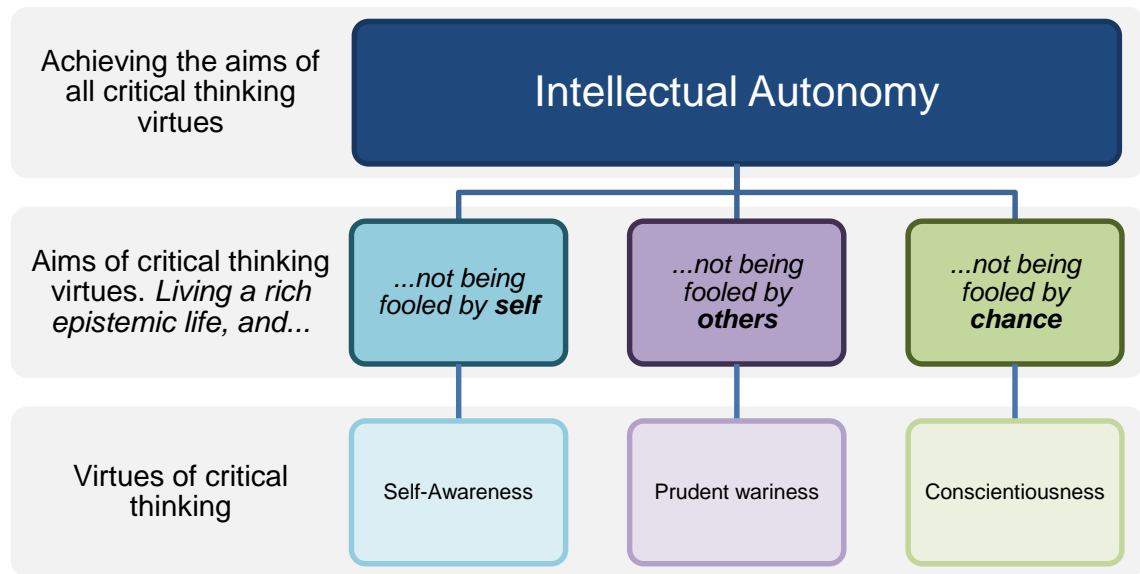 Achieving the aims of
all critical thinking
virtues
Intellectual Autonomy
Aims of critical thinking
virtues. Living a rich
epistemic life, and...
...not being
fooled by self
...not being
fooled by
others
...not being
fooled by
chance
Virtues of critical
thinking
Self-Awareness
Prudent wariness
Conscientiousness